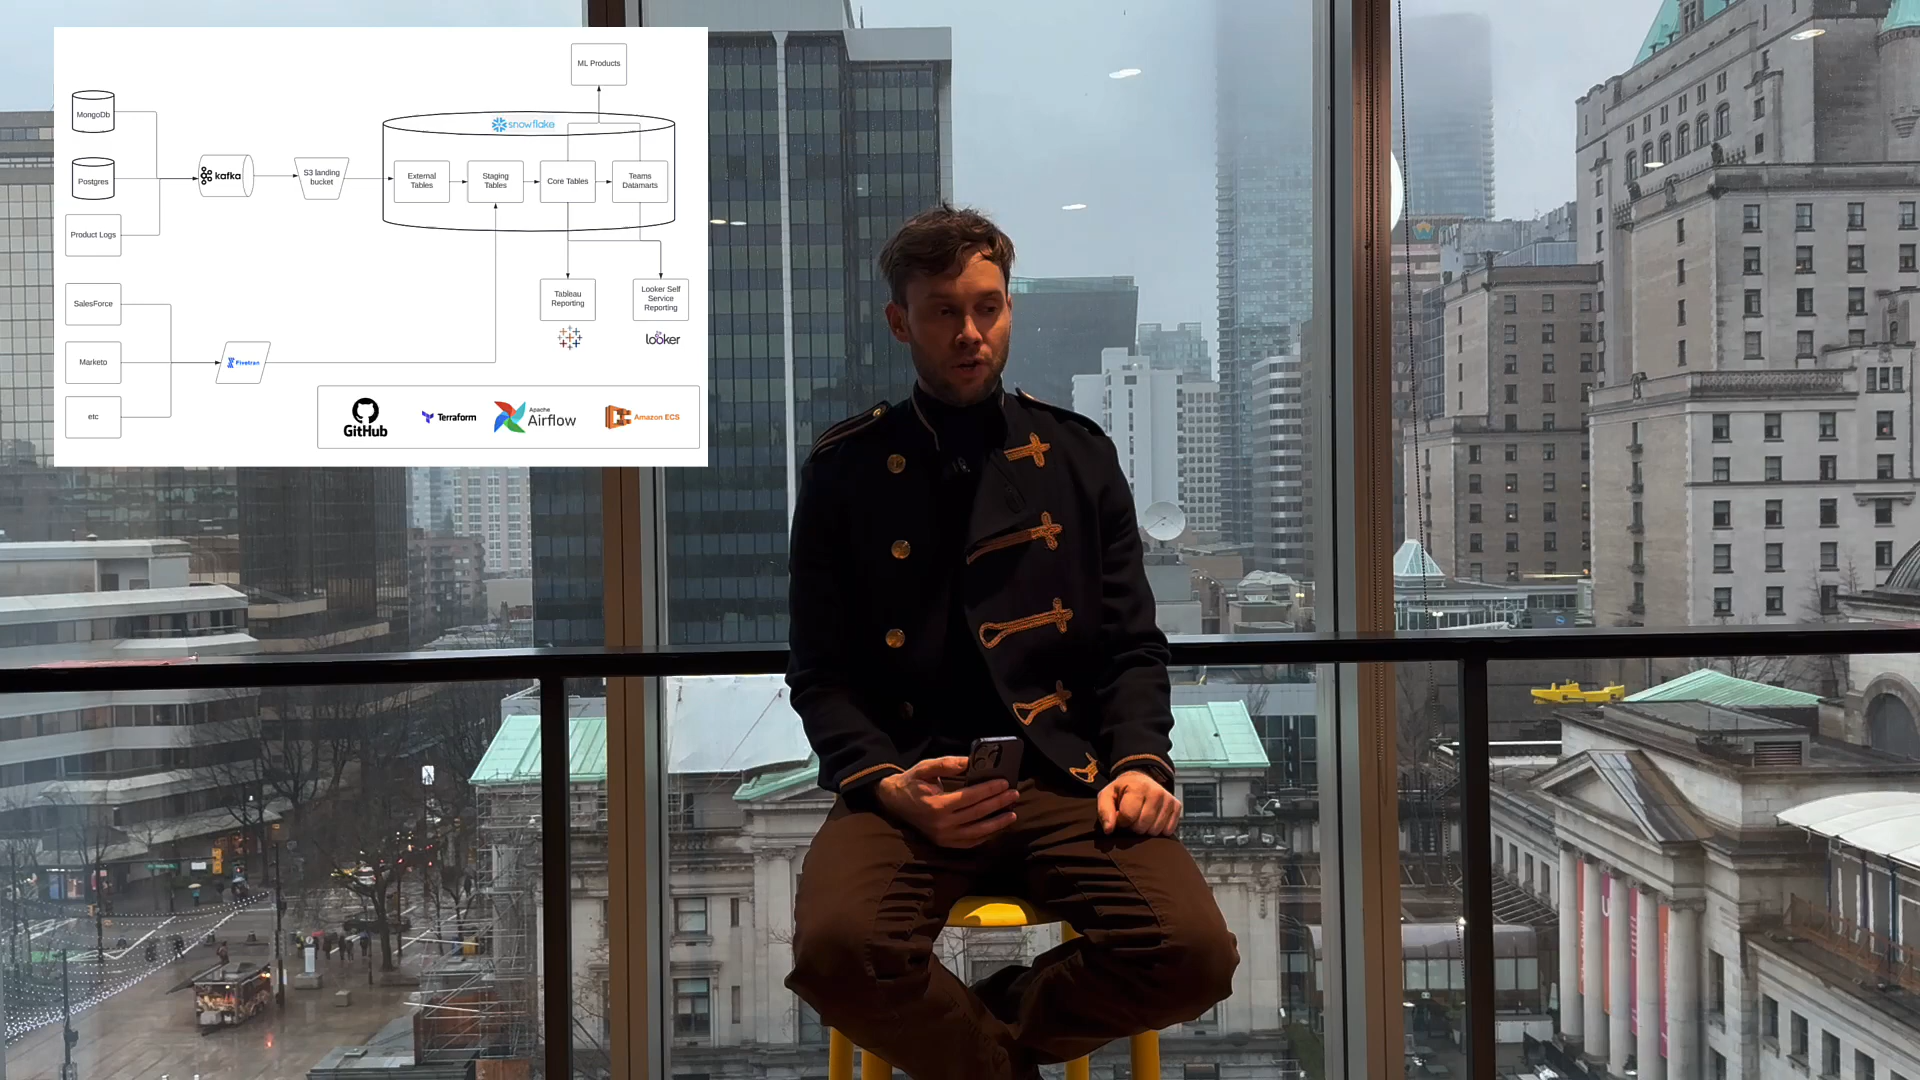 ML Products
MongoDb
snowflake
Postgres
kafka
S3 landing
bucket
External
Tables
Staging
Tables
Core Tables
Teams
Datamarts
Product Logs
SalesForce
Tableau
Reporting
Looker Self
Service
Reporting
looker
Marketo
Fivetran
etc
GitHub
Terraform
Apache
Airflow
Amazon ECS